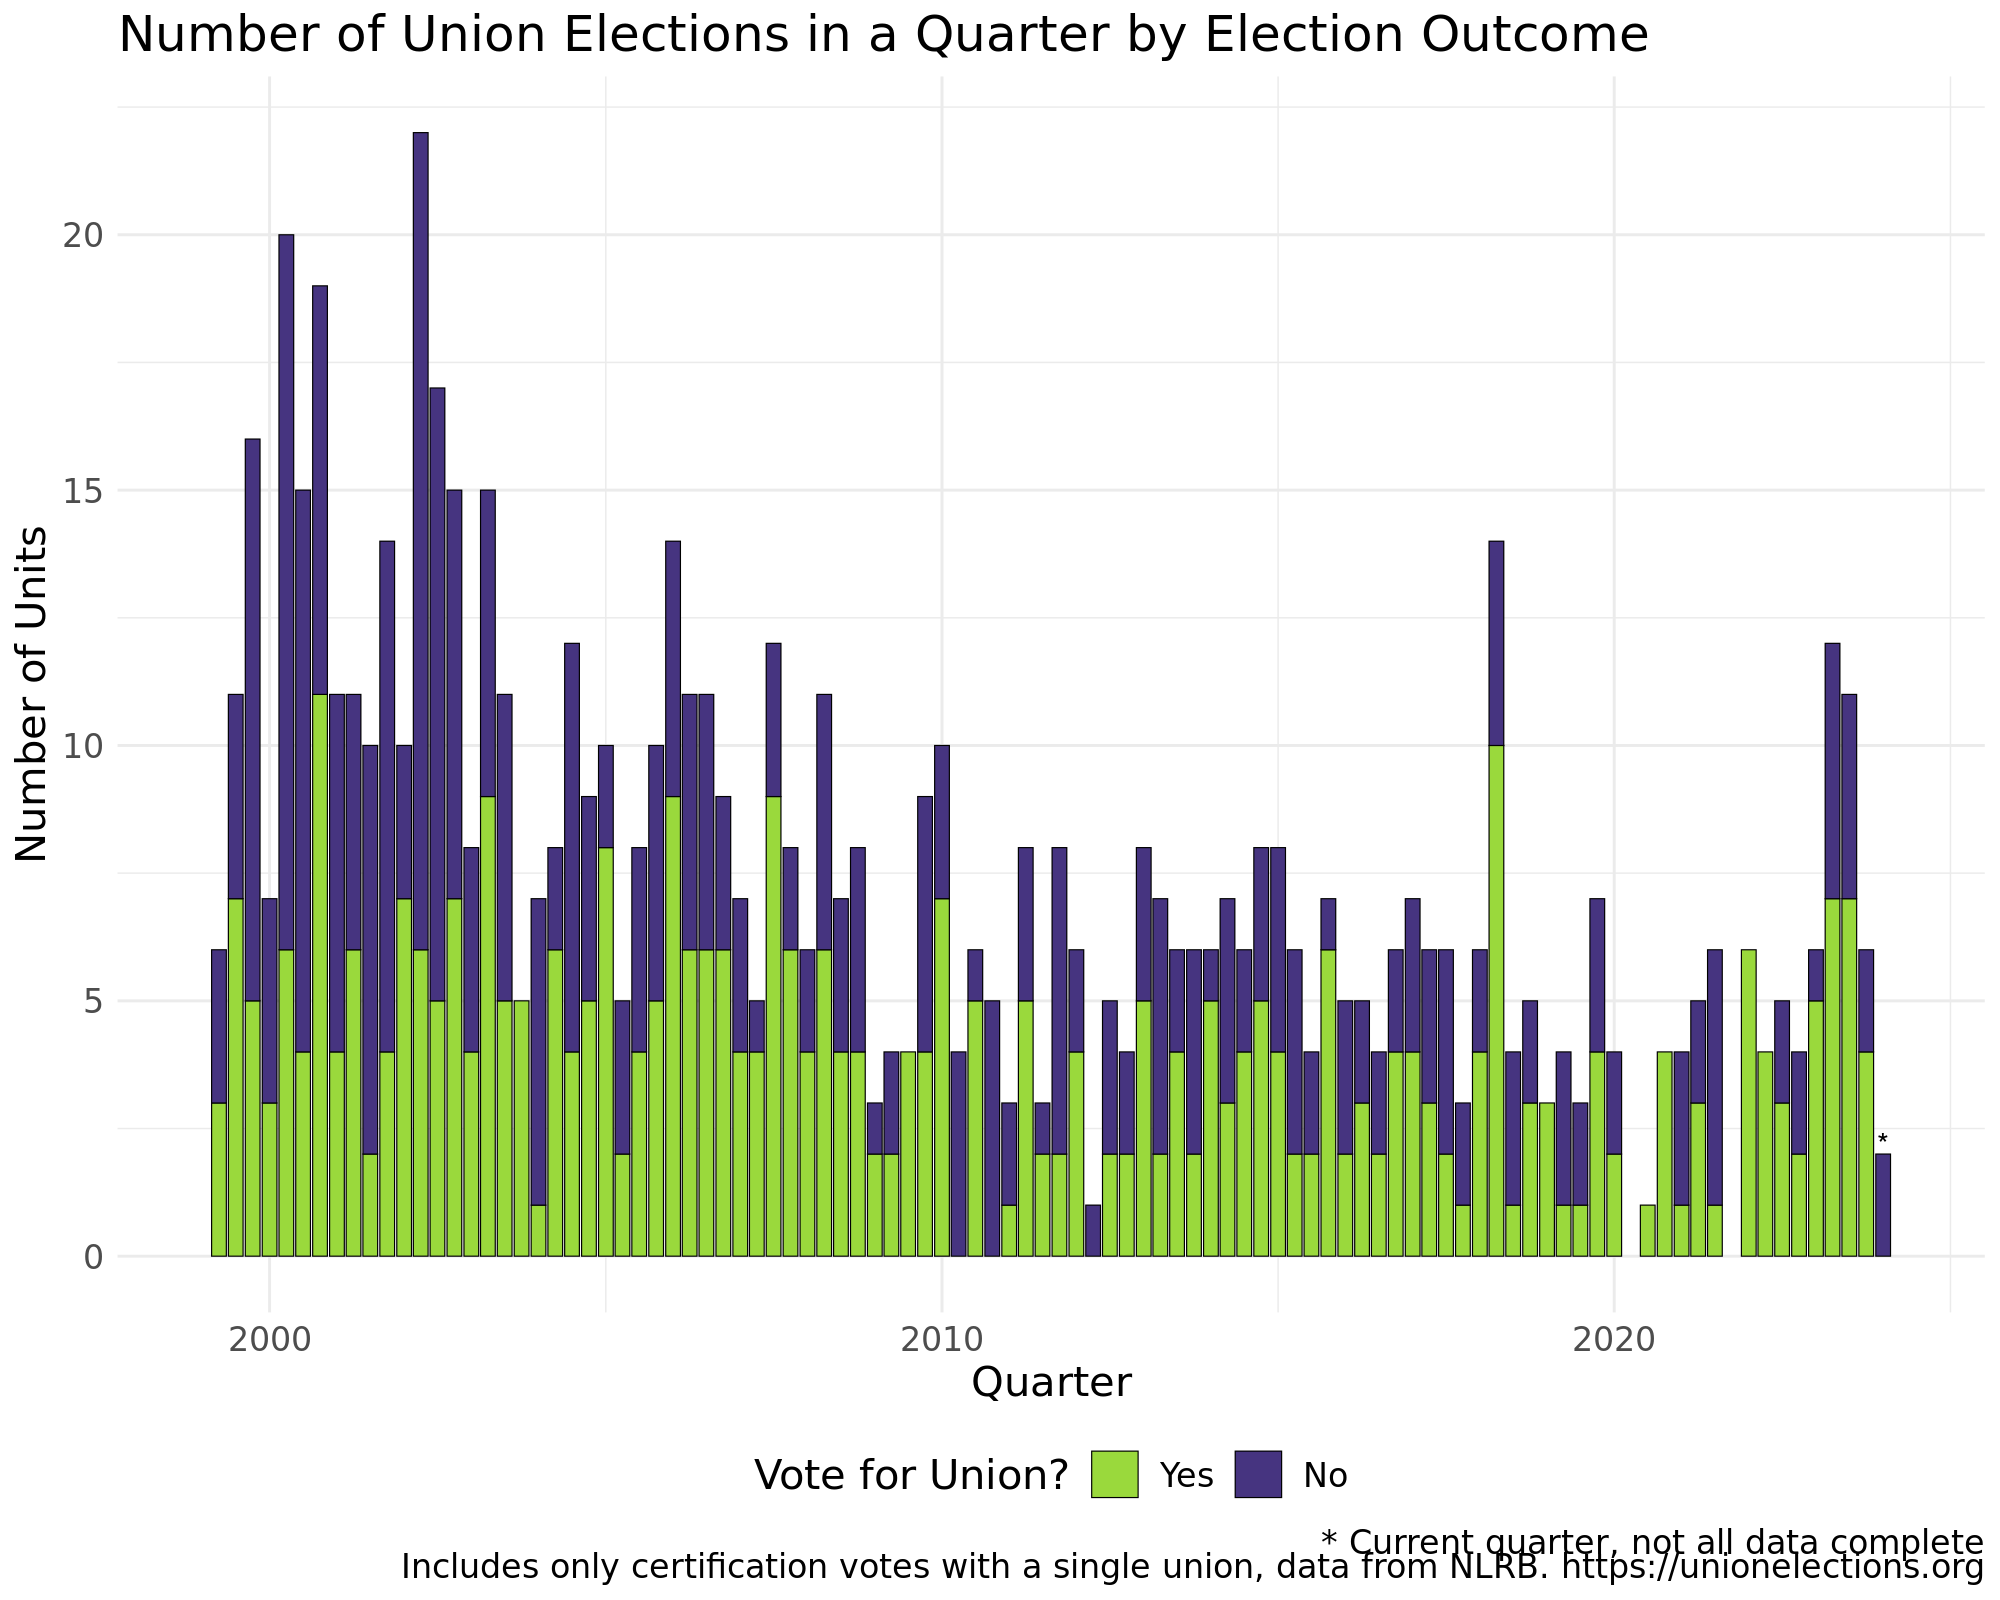 Number of Union Elections in a Quarter by Election Outcome
Number of Units
20
15
10
5
0
*
2000 2010 2020
Quarter
Vote for Union? Yes No
* Current quarter, not all data complete
Includes only certification votes with a single union, data from NLRB. https://unionelections.org